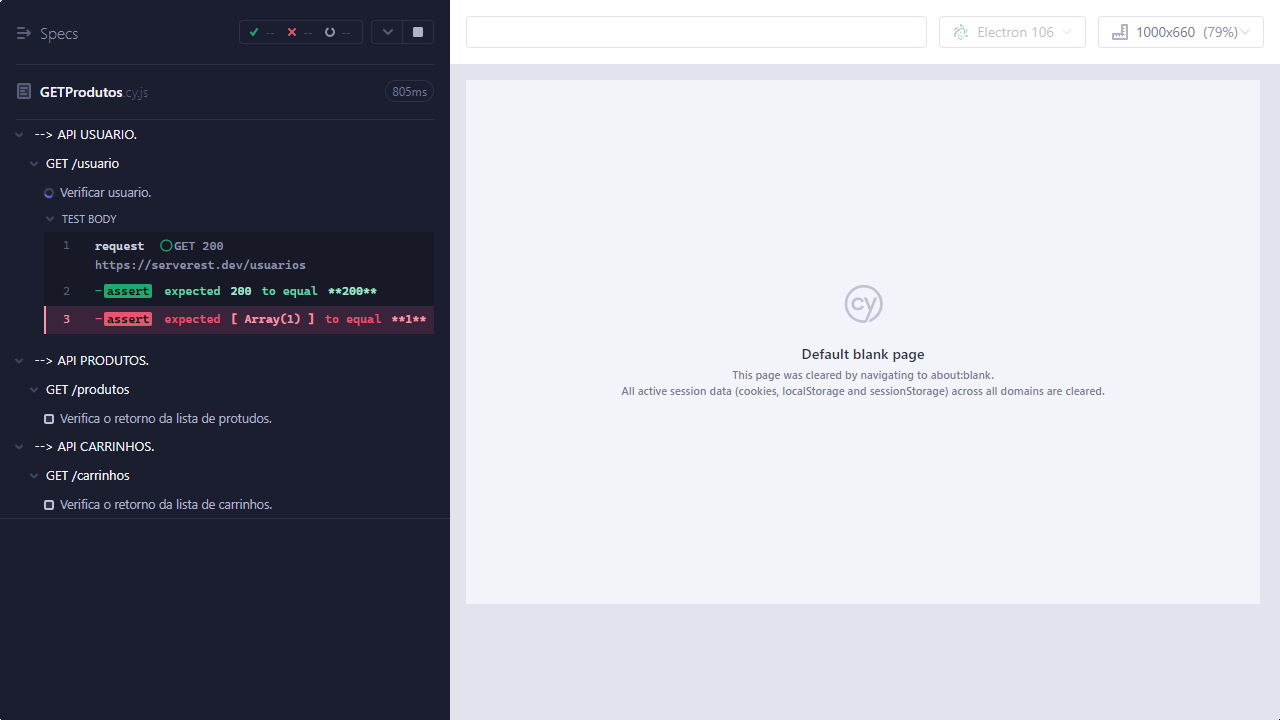 Specs
-- -- --
GETProdutos.cy.js
805ms
--> API USUARIO.
GET /usuario
Verificar usuario.
TEST BODY
1 request GET 200
https://serverest.dev/usuarios
2 -assert expected 200 to equal **200**
3 -assert expected [ Array(1) ] to equal **1**
--> API PRODUTOS.
GET /produtos
Verifica o retorno da lista de protudos.
--> API CARRINHOS.
GET /carrinhos
Verifica o retorno da lista de carrinhos.
Electron 106
1000x660 (79%)
cy
Default blank page
This page was cleared by navigating to about:blank.
All active session data (cookies, localStorage and sessionStorage) across all domains are cleared.